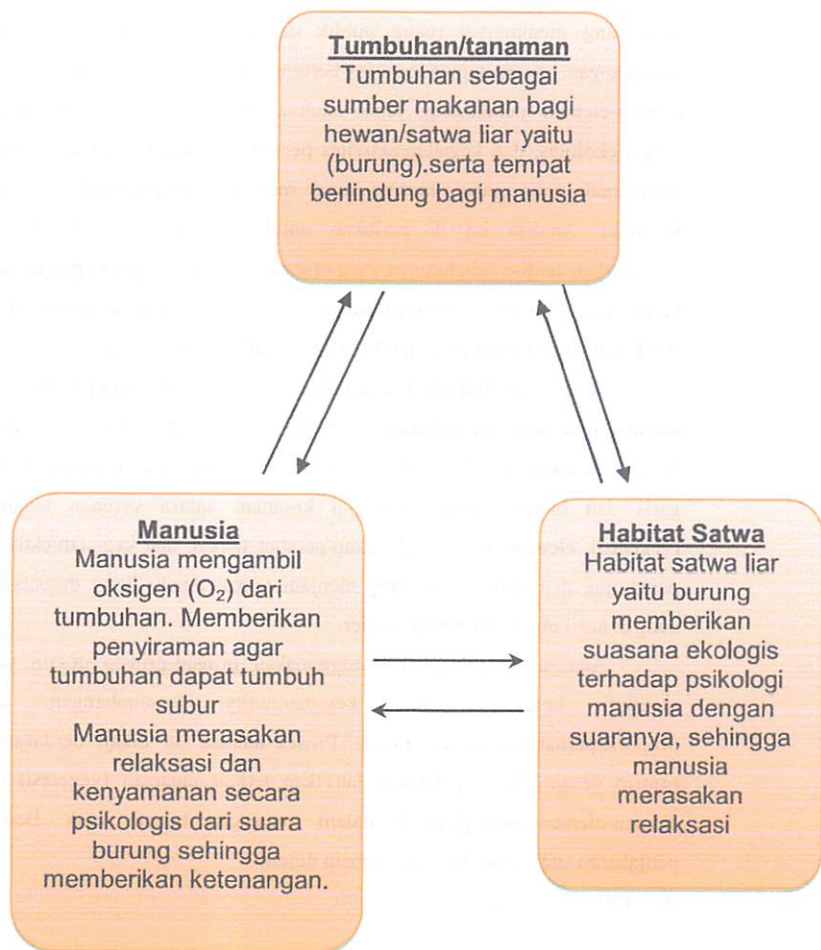 Tumbuhan/tanaman
Tumbuhan sebagai
sumber makanan bagi
hewan/satwa liar yaitu
(burung).serta tempat
berlindung bagi manusia
Manusia
Manusia mengambil
oksigen (O₂) dari
tumbuhan. Memberikan
penyiraman agar
tumbuhan dapat tumbuh
subur
Manusia merasakan
relaksasi dan
kenyamanan secara
psikologis dari suara
burung sehingga
memberikan ketenangan.
Habitat Satwa
Habitat satwa liar
yaitu burung
memberikan
suasana ekologis
terhadap psikologi
manusia dengan
suaranya, sehingga
manusia
merasakan
relaksasi